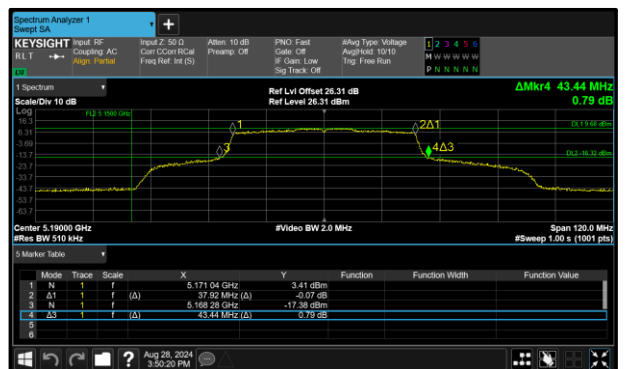 Spectrum Analyzer 1
Swept SA
KEYSIGHT Input: RF Input Z: 50 Ω Atten: 10 dB PNO: Fast #Avg Type: Voltage 1 2 3 4 5 6
R L T Coupling: AC Corr CCorr RCal Preamp: Off Gate: Off Avg|Hold: 10/10 M W W W W W
Align: Partial Freq Ref: Int (S) IF Gain: Low Trig: Free Run
Sig Track: Off P N N N N N
1 Spectrum Ref Lvl Offset 26.31 dB ΔMkr4 43.44 MHz
Scale/Div 10 dB Ref Level 26.31 dBm 0.79 dB
Log
16.3 FL2 5.1500 GHz
6.31 1 2Δ1 DL1 9.68 dBm
-3.69
-13.7 3 4Δ3 DL2 -16.32 dBm
-23.7
-33.7
-43.7
-53.7
-63.7
Center 5.19000 GHz #Video BW 2.0 MHz Span 120.0 MHz
#Res BW 510 kHz #Sweep 1.00 s (1001 pts)
5 Marker Table
Mode Trace Scale X Y Function Function Width Function Value
1 N 1 f 5.171 04 GHz 3.41 dBm
2 Δ1 1 f (Δ) 37.92 MHz (Δ) -0.07 dB
3 N 1 f 5.168 28 GHz -17.38 dBm
4 Δ3 1 f (Δ) 43.44 MHz (Δ) 0.79 dB
5
6
? Aug 28, 2024
3:50:20 PM